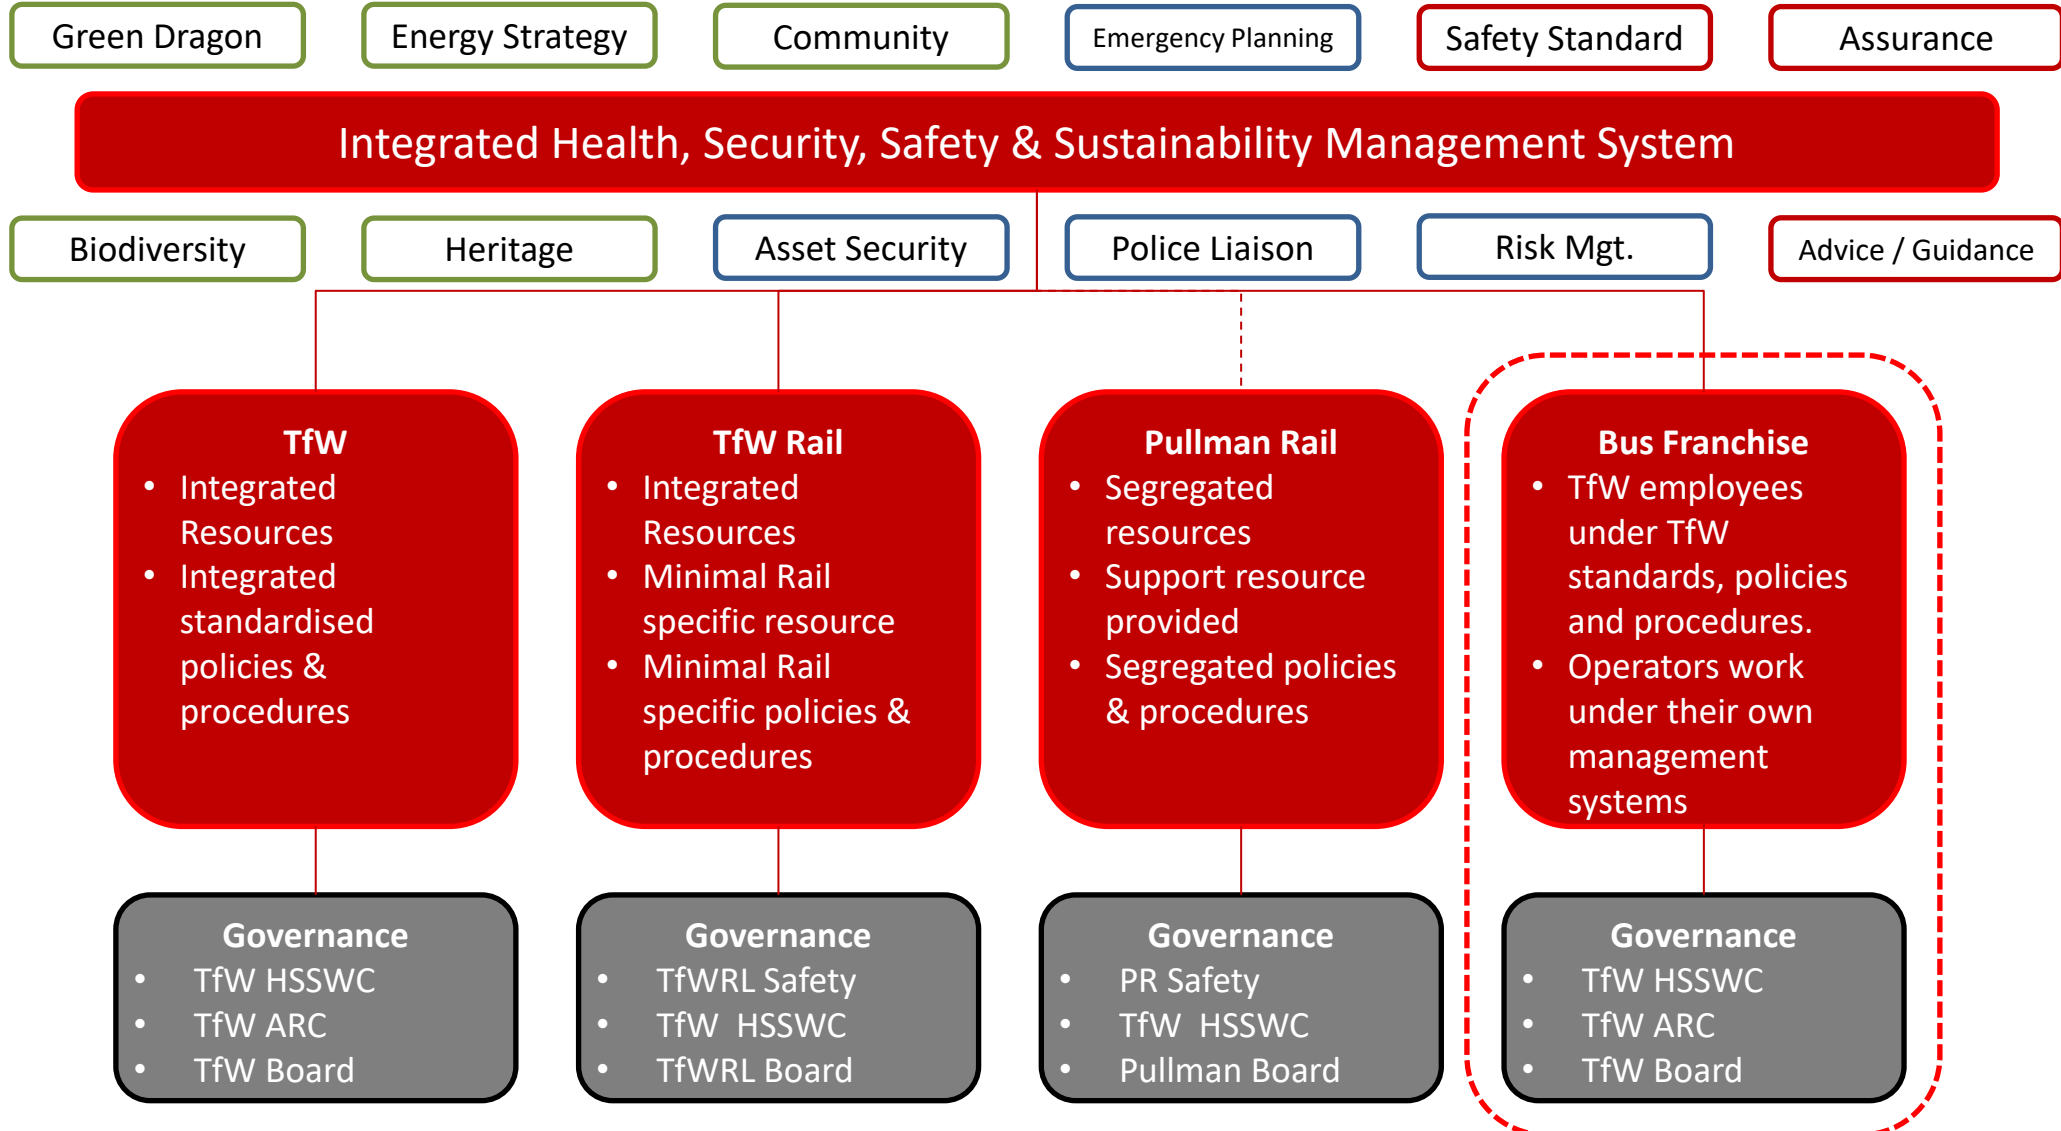 Green Dragon
Energy Strategy
Community
Emergency Planning
Safety Standard
Assurance
Integrated Health, Security, Safety & Sustainability Management System
Biodiversity
Heritage
Asset Security
Police Liaison
Risk Mgt.
Advice / Guidance
TfW
• Integrated
Resources
• Integrated
standardised
policies &
procedures
TfW Rail
• Integrated
Resources
• Minimal Rail
specific resource
• Minimal Rail
specific policies &
procedures
Pullman Rail
• Segregated
resources
• Support resource
provided
• Segregated policies
& procedures
Bus Franchise
• TfW employees
under TfW
standards, policies
and procedures.
• Operators work
under their own
management
systems
Governance
• TfW HSSWC
• TfW ARC
• TfW Board
Governance
• TfWRL Safety
• TfW HSSWC
• TfWRL Board
Governance
• PR Safety
• TfW HSSWC
• Pullman Board
Governance
• TfW HSSWC
• TfW ARC
• TfW Board